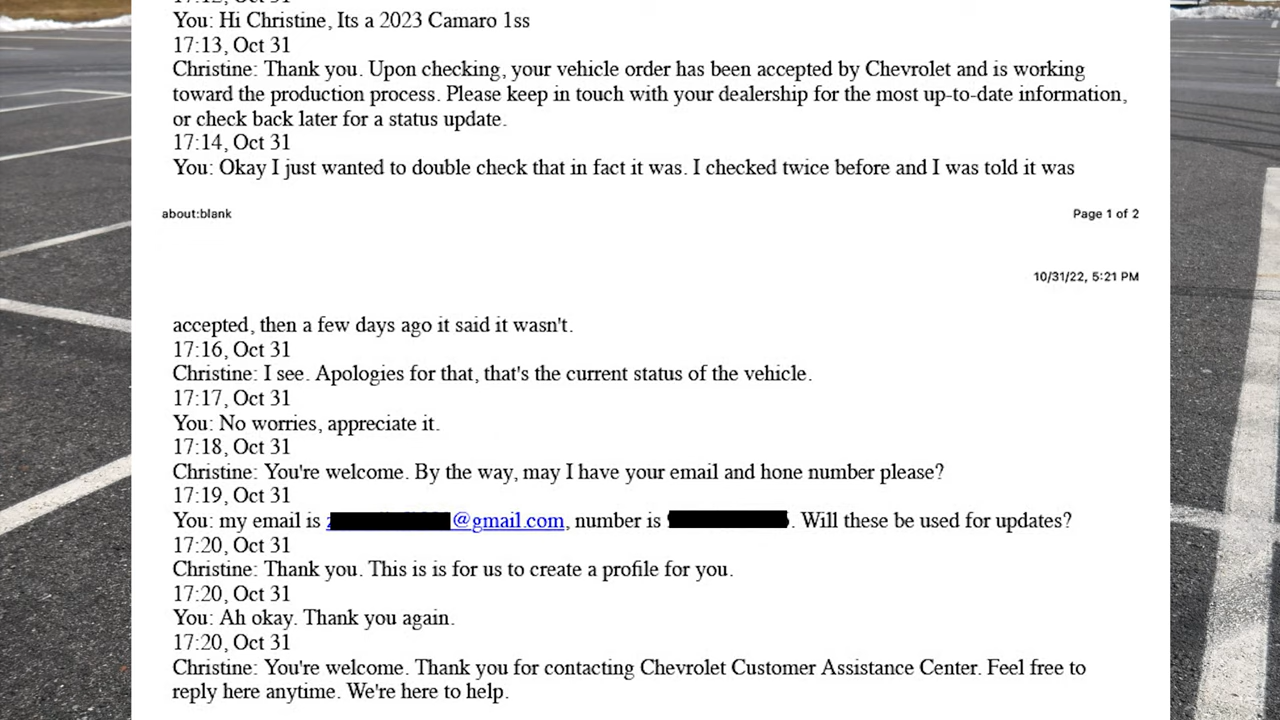 You: Hi Christine, Its a 2023 Camaro 1ss
17:13, Oct 31
Christine: Thank you. Upon checking, your vehicle order has been accepted by Chevrolet and is working
toward the production process. Please keep in touch with your dealership for the most up-to-date information,
or check back later for a status update.
17:14, Oct 31
You: Okay I just wanted to double check that in fact it was. I checked twice before and I was told it was
about:blank
Page 1 of 2
10/31/22, 5:21 PM
accepted, then a few days ago it said it wasn't.
17:16, Oct 31
Christine: I see. Apologies for that, that's the current status of the vehicle.
17:17, Oct 31
You: No worries, appreciate it.
17:18, Oct 31
Christine: You're welcome. By the way, may I have your email and hone number please?
17:19, Oct 31
You: my email is @gmail.com, number is . Will these be used for updates?
17:20, Oct 31
Christine: Thank you. This is is for us to create a profile for you.
17:20, Oct 31
You: Ah okay. Thank you again.
17:20, Oct 31
Christine: You're welcome. Thank you for contacting Chevrolet Customer Assistance Center. Feel free to
reply here anytime. We're here to help.